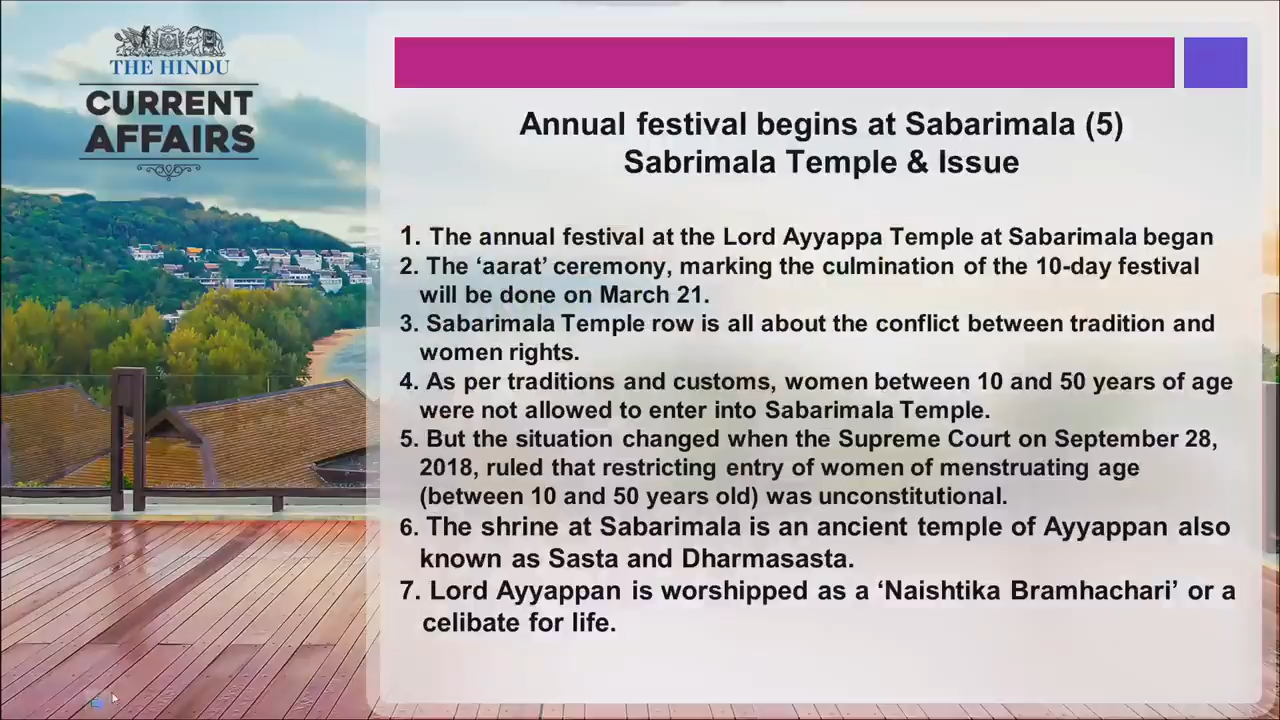 THE HINDU
CURRENT
AFFAIRS
Annual festival begins at Sabarimala (5)
Sabrimala Temple & Issue
1. The annual festival at the Lord Ayyappa Temple at Sabarimala began
2. The ‘aarat’ ceremony, marking the culmination of the 10-day festival
will be done on March 21.
3. Sabarimala Temple row is all about the conflict between tradition and
women rights.
4. As per traditions and customs, women between 10 and 50 years of age
were not allowed to enter into Sabarimala Temple.
5. But the situation changed when the Supreme Court on September 28,
2018, ruled that restricting entry of women of menstruating age
(between 10 and 50 years old) was unconstitutional.
6. The shrine at Sabarimala is an ancient temple of Ayyappan also
known as Sasta and Dharmasasta.
7. Lord Ayyappan is worshipped as a ‘Naishtika Bramhachari’ or a
celibate for life.